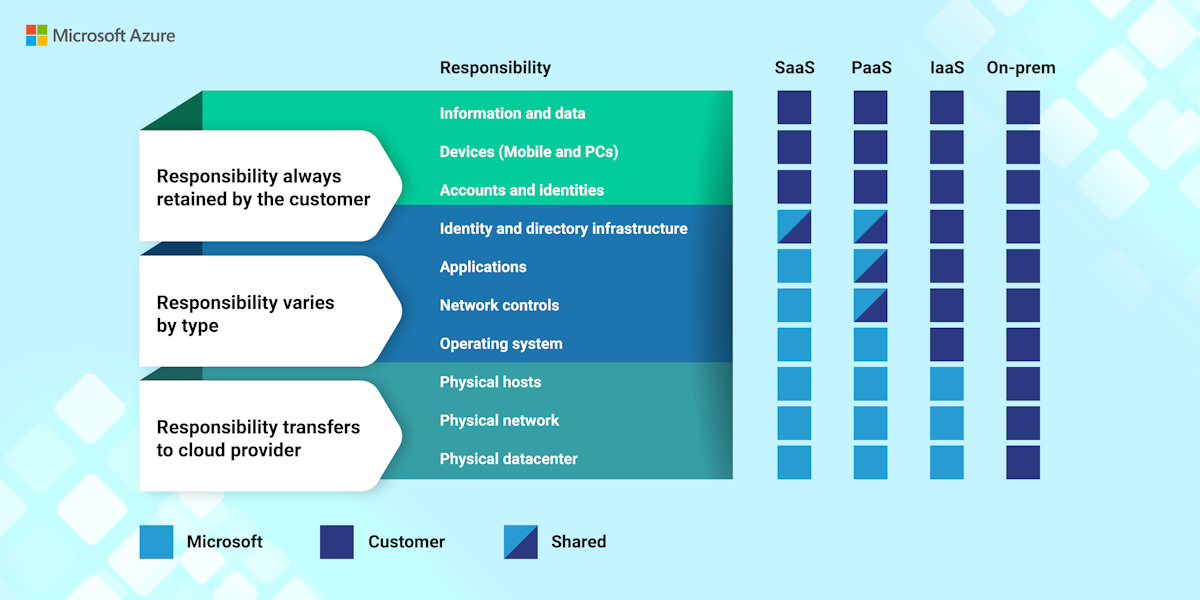 Microsoft Azure
Responsibility SaaS PaaS IaaS On-prem
Responsibility always
retained by the customer
Information and data
Devices (Mobile and PCs)
Accounts and identities
Responsibility varies
by type
Identity and directory infrastructure
Applications
Network controls
Operating system
Responsibility transfers
to cloud provider
Physical hosts
Physical network
Physical datacenter
Microsoft Customer Shared